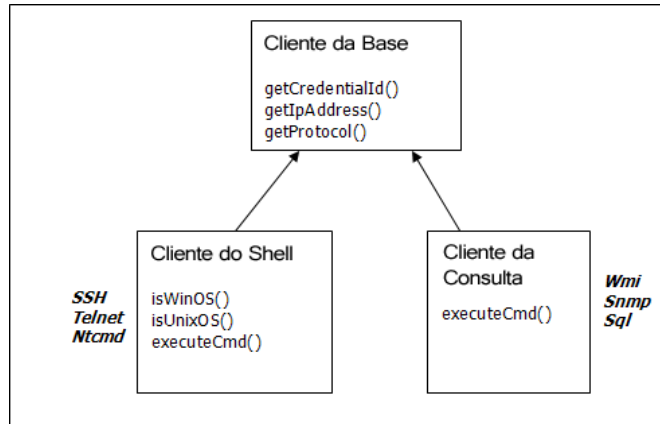 Cliente da Base
getCredentialId()
getIpAddress()
getProtocol()
Cliente do Shell
isWinOS()
isUnixOS()
executeCmd()
SSH
Telnet
Ntcmd
Cliente da
Consulta
executeCmd()
Wmi
Snmp
Sql